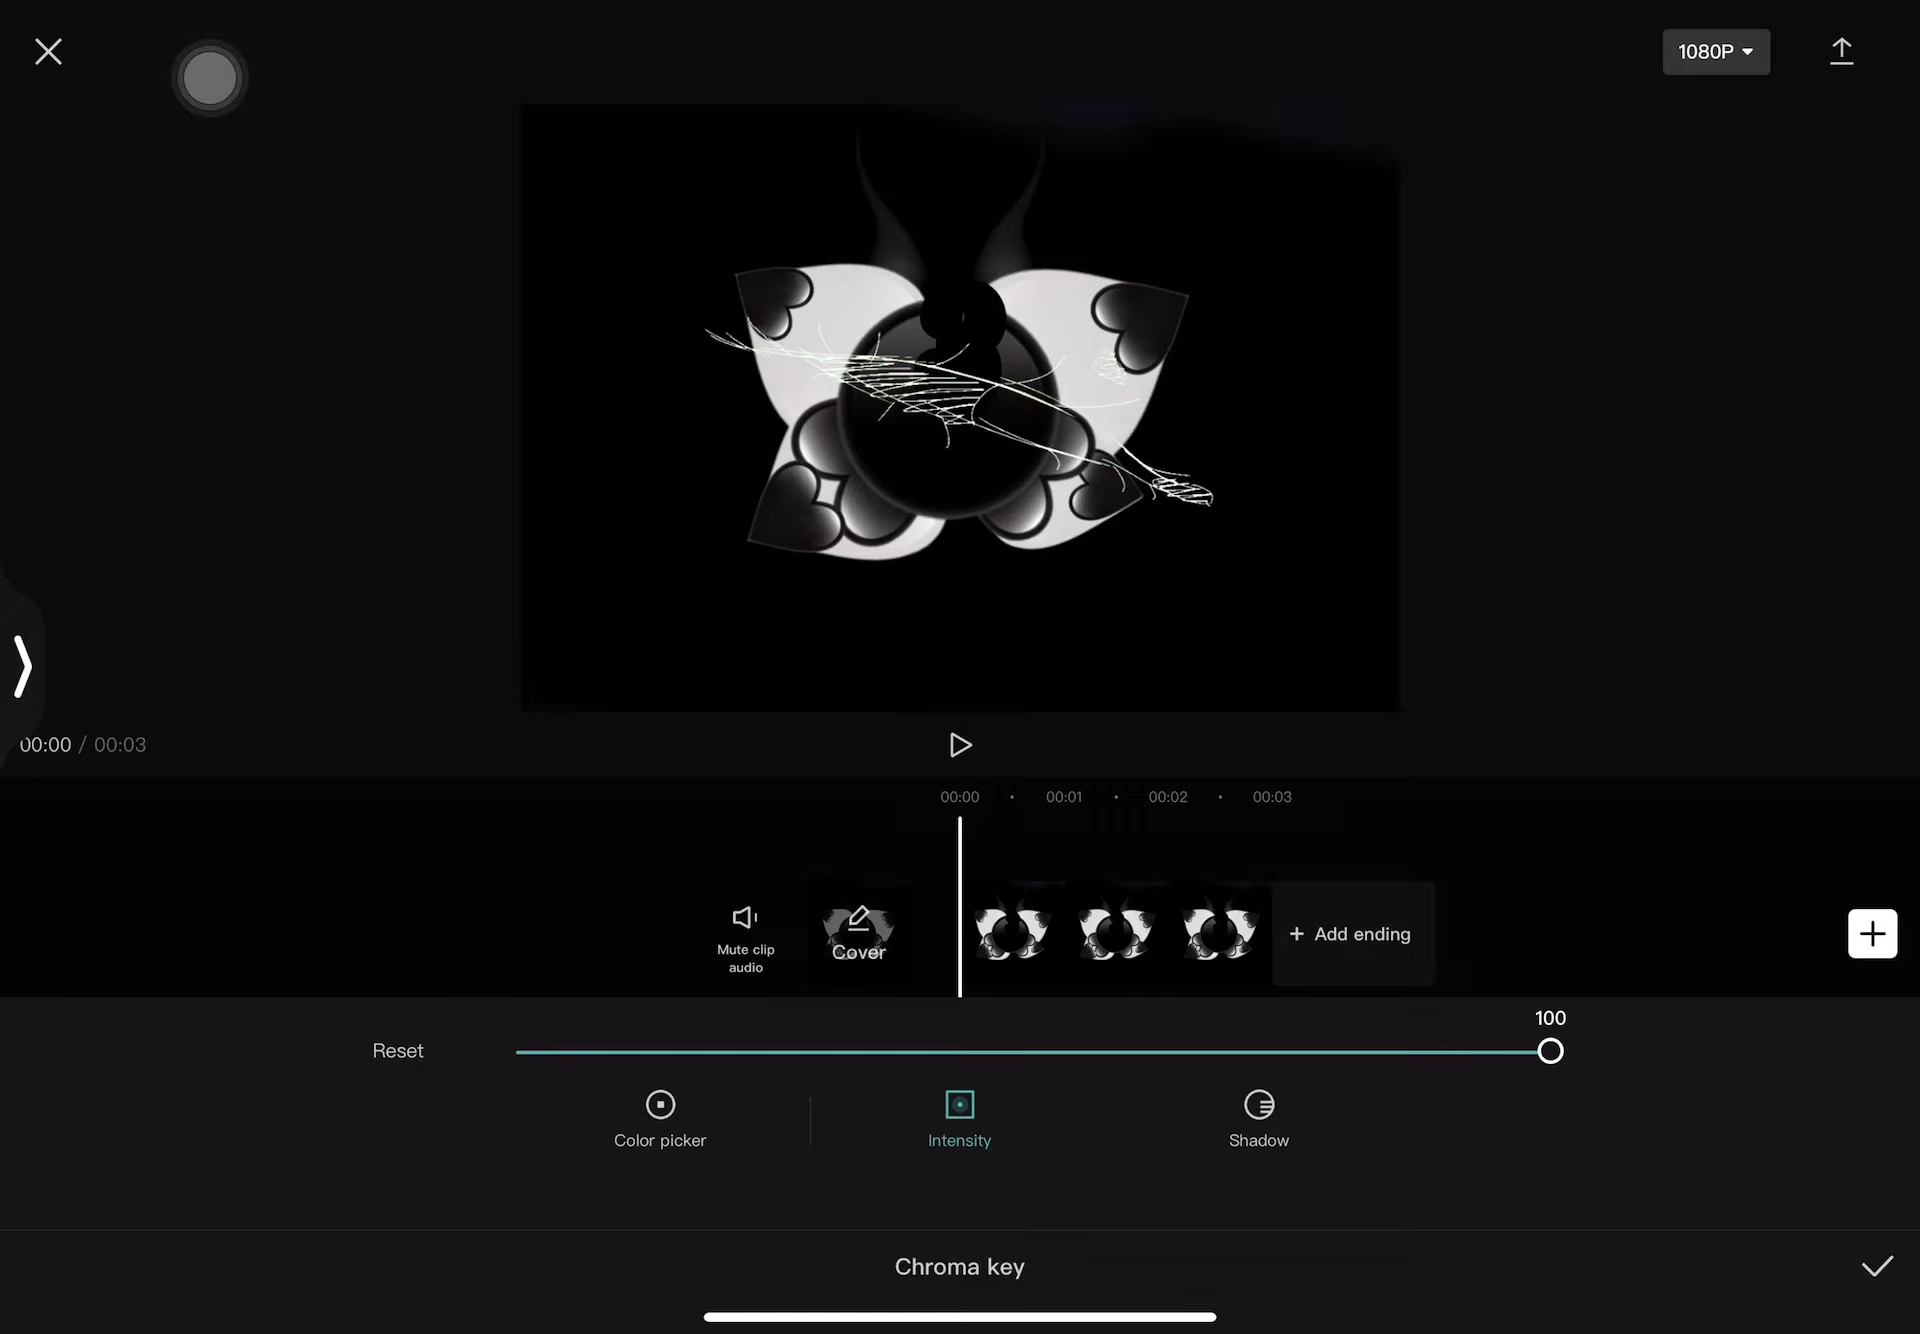 1080P
00:00 / 00:03
00:00 · 00:01 · 00:02 · 00:03
Mute clip
audio
Cover
+ Add ending
100
Reset
Color picker
Intensity
Shadow
Chroma key